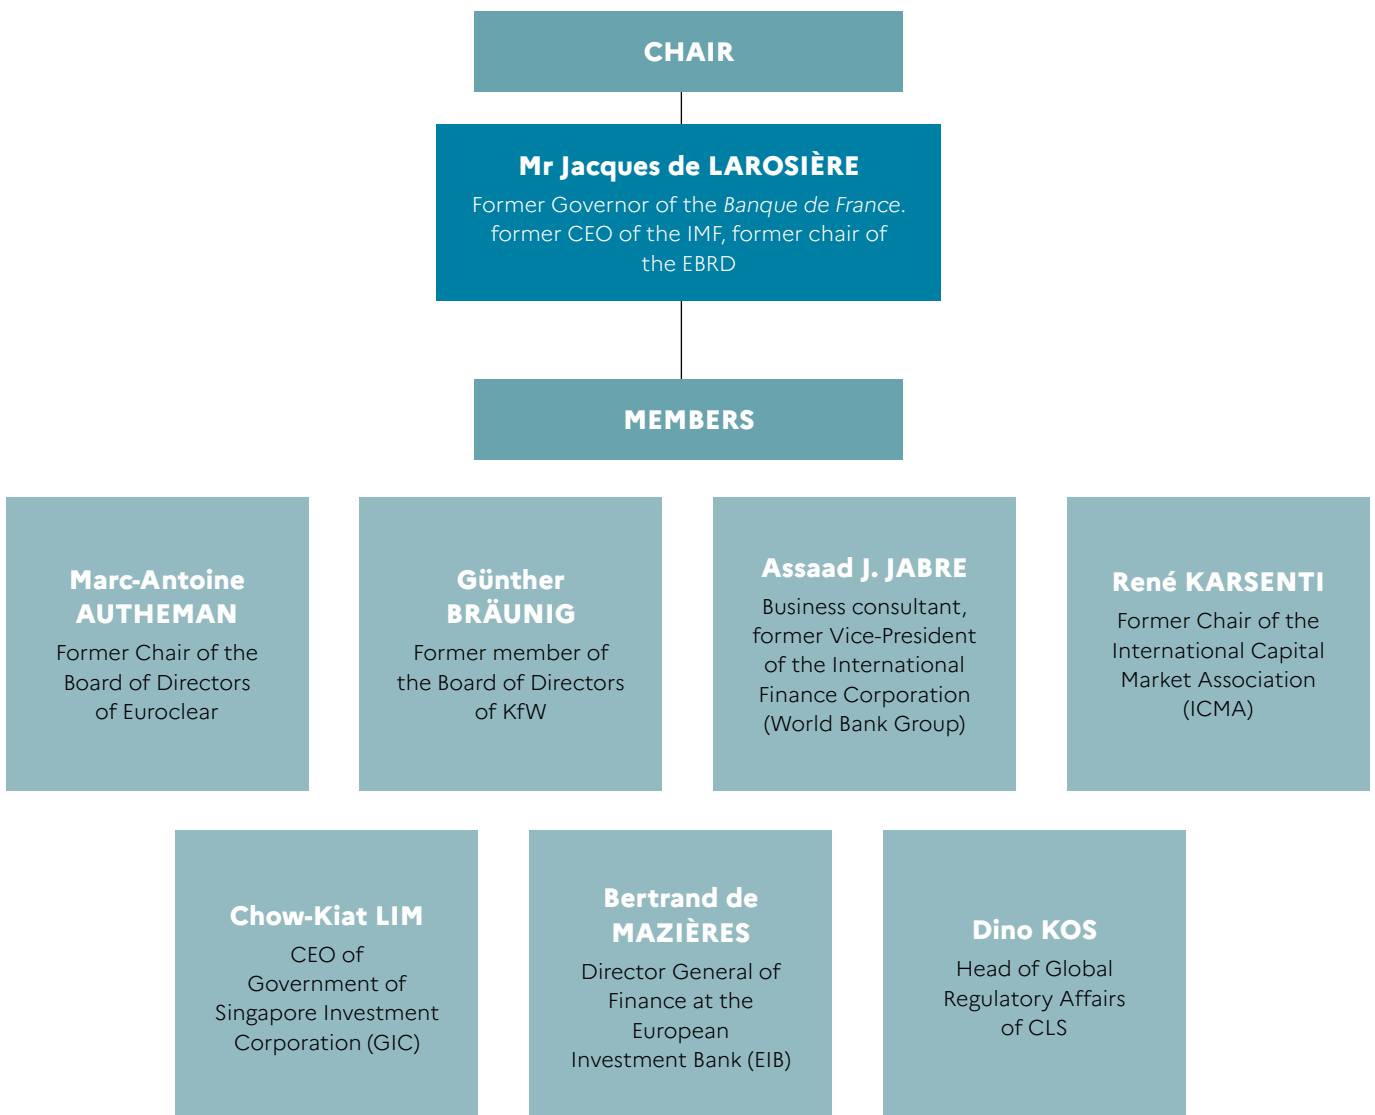 CHAIR
Mr Jacques de LAROSIÈRE
Former Governor of the Banque de France.
former CEO of the IMF, former chair of
the EBRD
MEMBERS
Marc-Antoine
AUTHEMAN
Former Chair of the
Board of Directors
of Euroclear
Günther
BRÄUNIG
Former member of
the Board of Directors
of KfW
Assaad J. JABRE
Business consultant,
former Vice-President
of the International
Finance Corporation
(World Bank Group)
René KARSENTI
Former Chair of the
International Capital
Market Association
(ICMA)
Chow-Kiat LIM
CEO of
Government of
Singapore Investment
Corporation (GIC)
Bertrand de
MAZIÈRES
Director General of
Finance at the
European
Investment Bank (EIB)
Dino KOS
Head of Global
Regulatory Affairs
of CLS